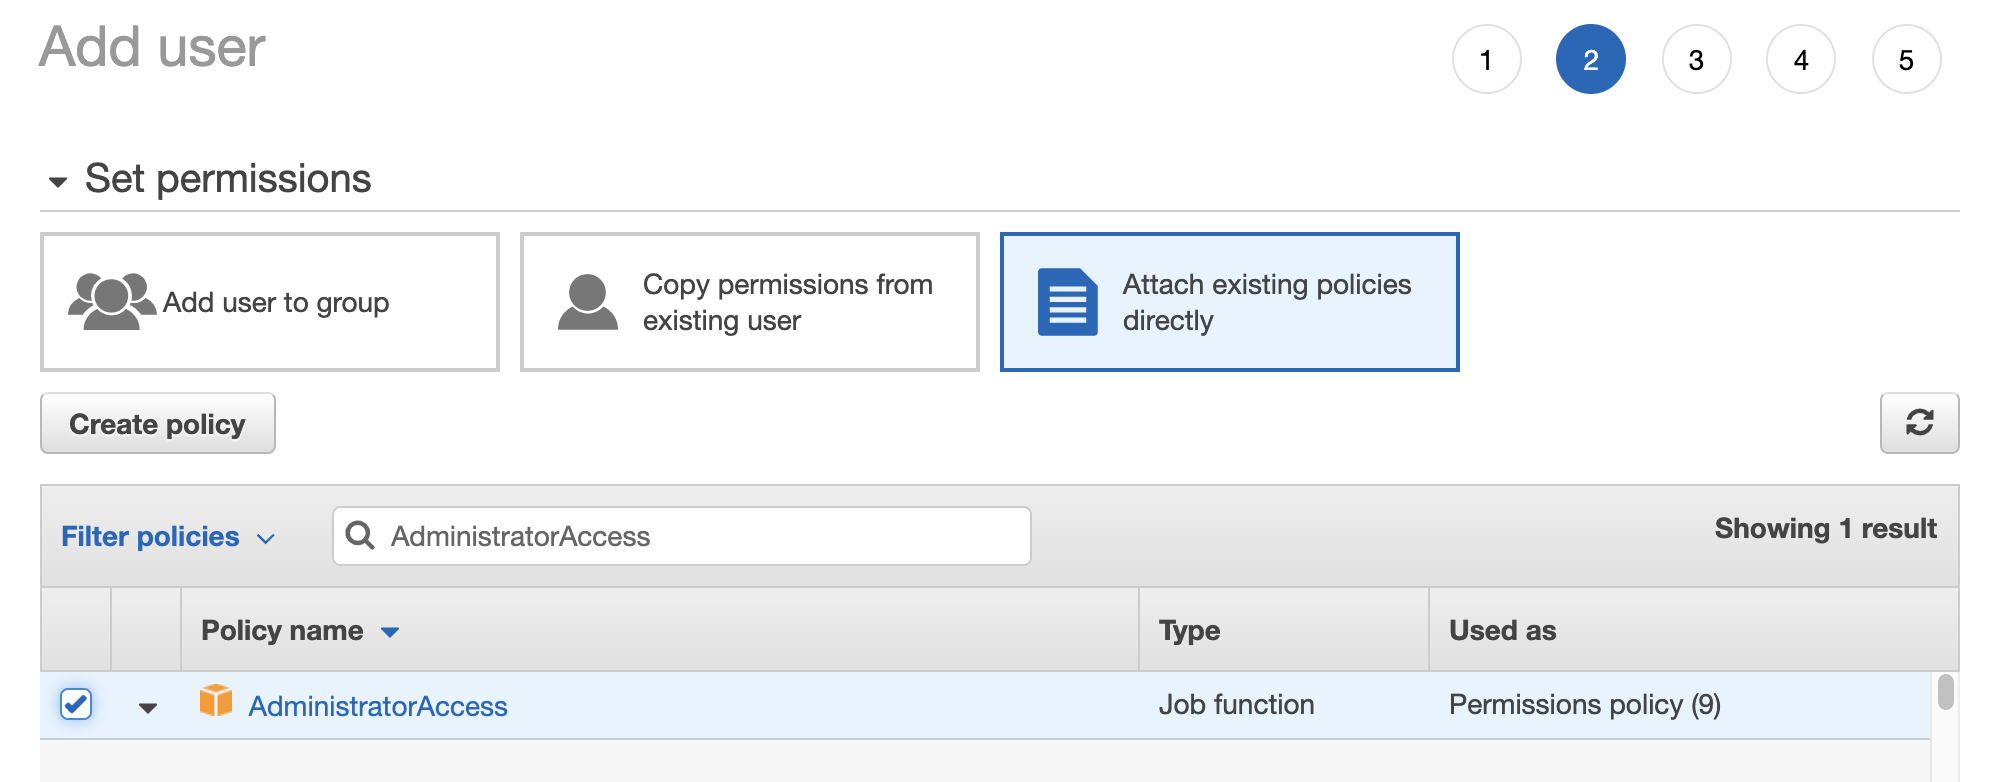 Add user
1 2 3 4 5
Set permissions
Add user to group
Copy permissions from
existing user
Attach existing policies
directly
Create policy
Filter policies
AdministratorAccess
Showing 1 result
Policy name
Type
Used as
AdministratorAccess
Job function
Permissions policy (9)